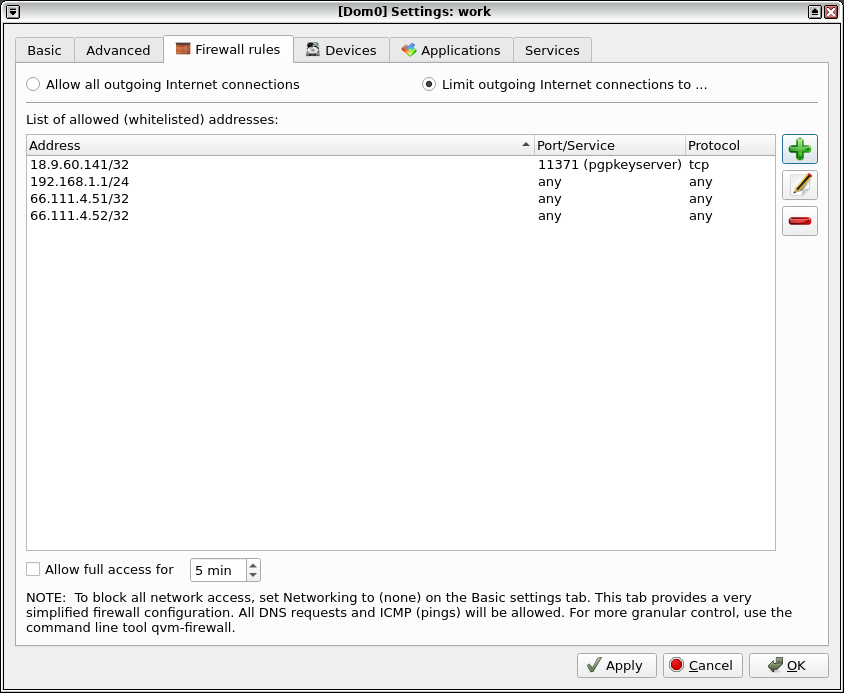 [Dom0] Settings: work
Basic Advanced Firewall rules Devices Applications Services
Allow all outgoing Internet connections Limit outgoing Internet connections to ...
List of allowed (whitelisted) addresses:
Address Port/Service Protocol
18.9.60.141/32 11371 (pgpkeyserver) tcp
192.168.1.1/24 any any
66.111.4.51/32 any any
66.111.4.52/32 any any
Allow full access for 5 min
NOTE: To block all network access, set Networking to (none) on the Basic settings tab. This tab provides a very
simplified firewall configuration. All DNS requests and ICMP (pings) will be allowed. For more granular control, use the
command line tool qvm-firewall.
Apply Cancel OK